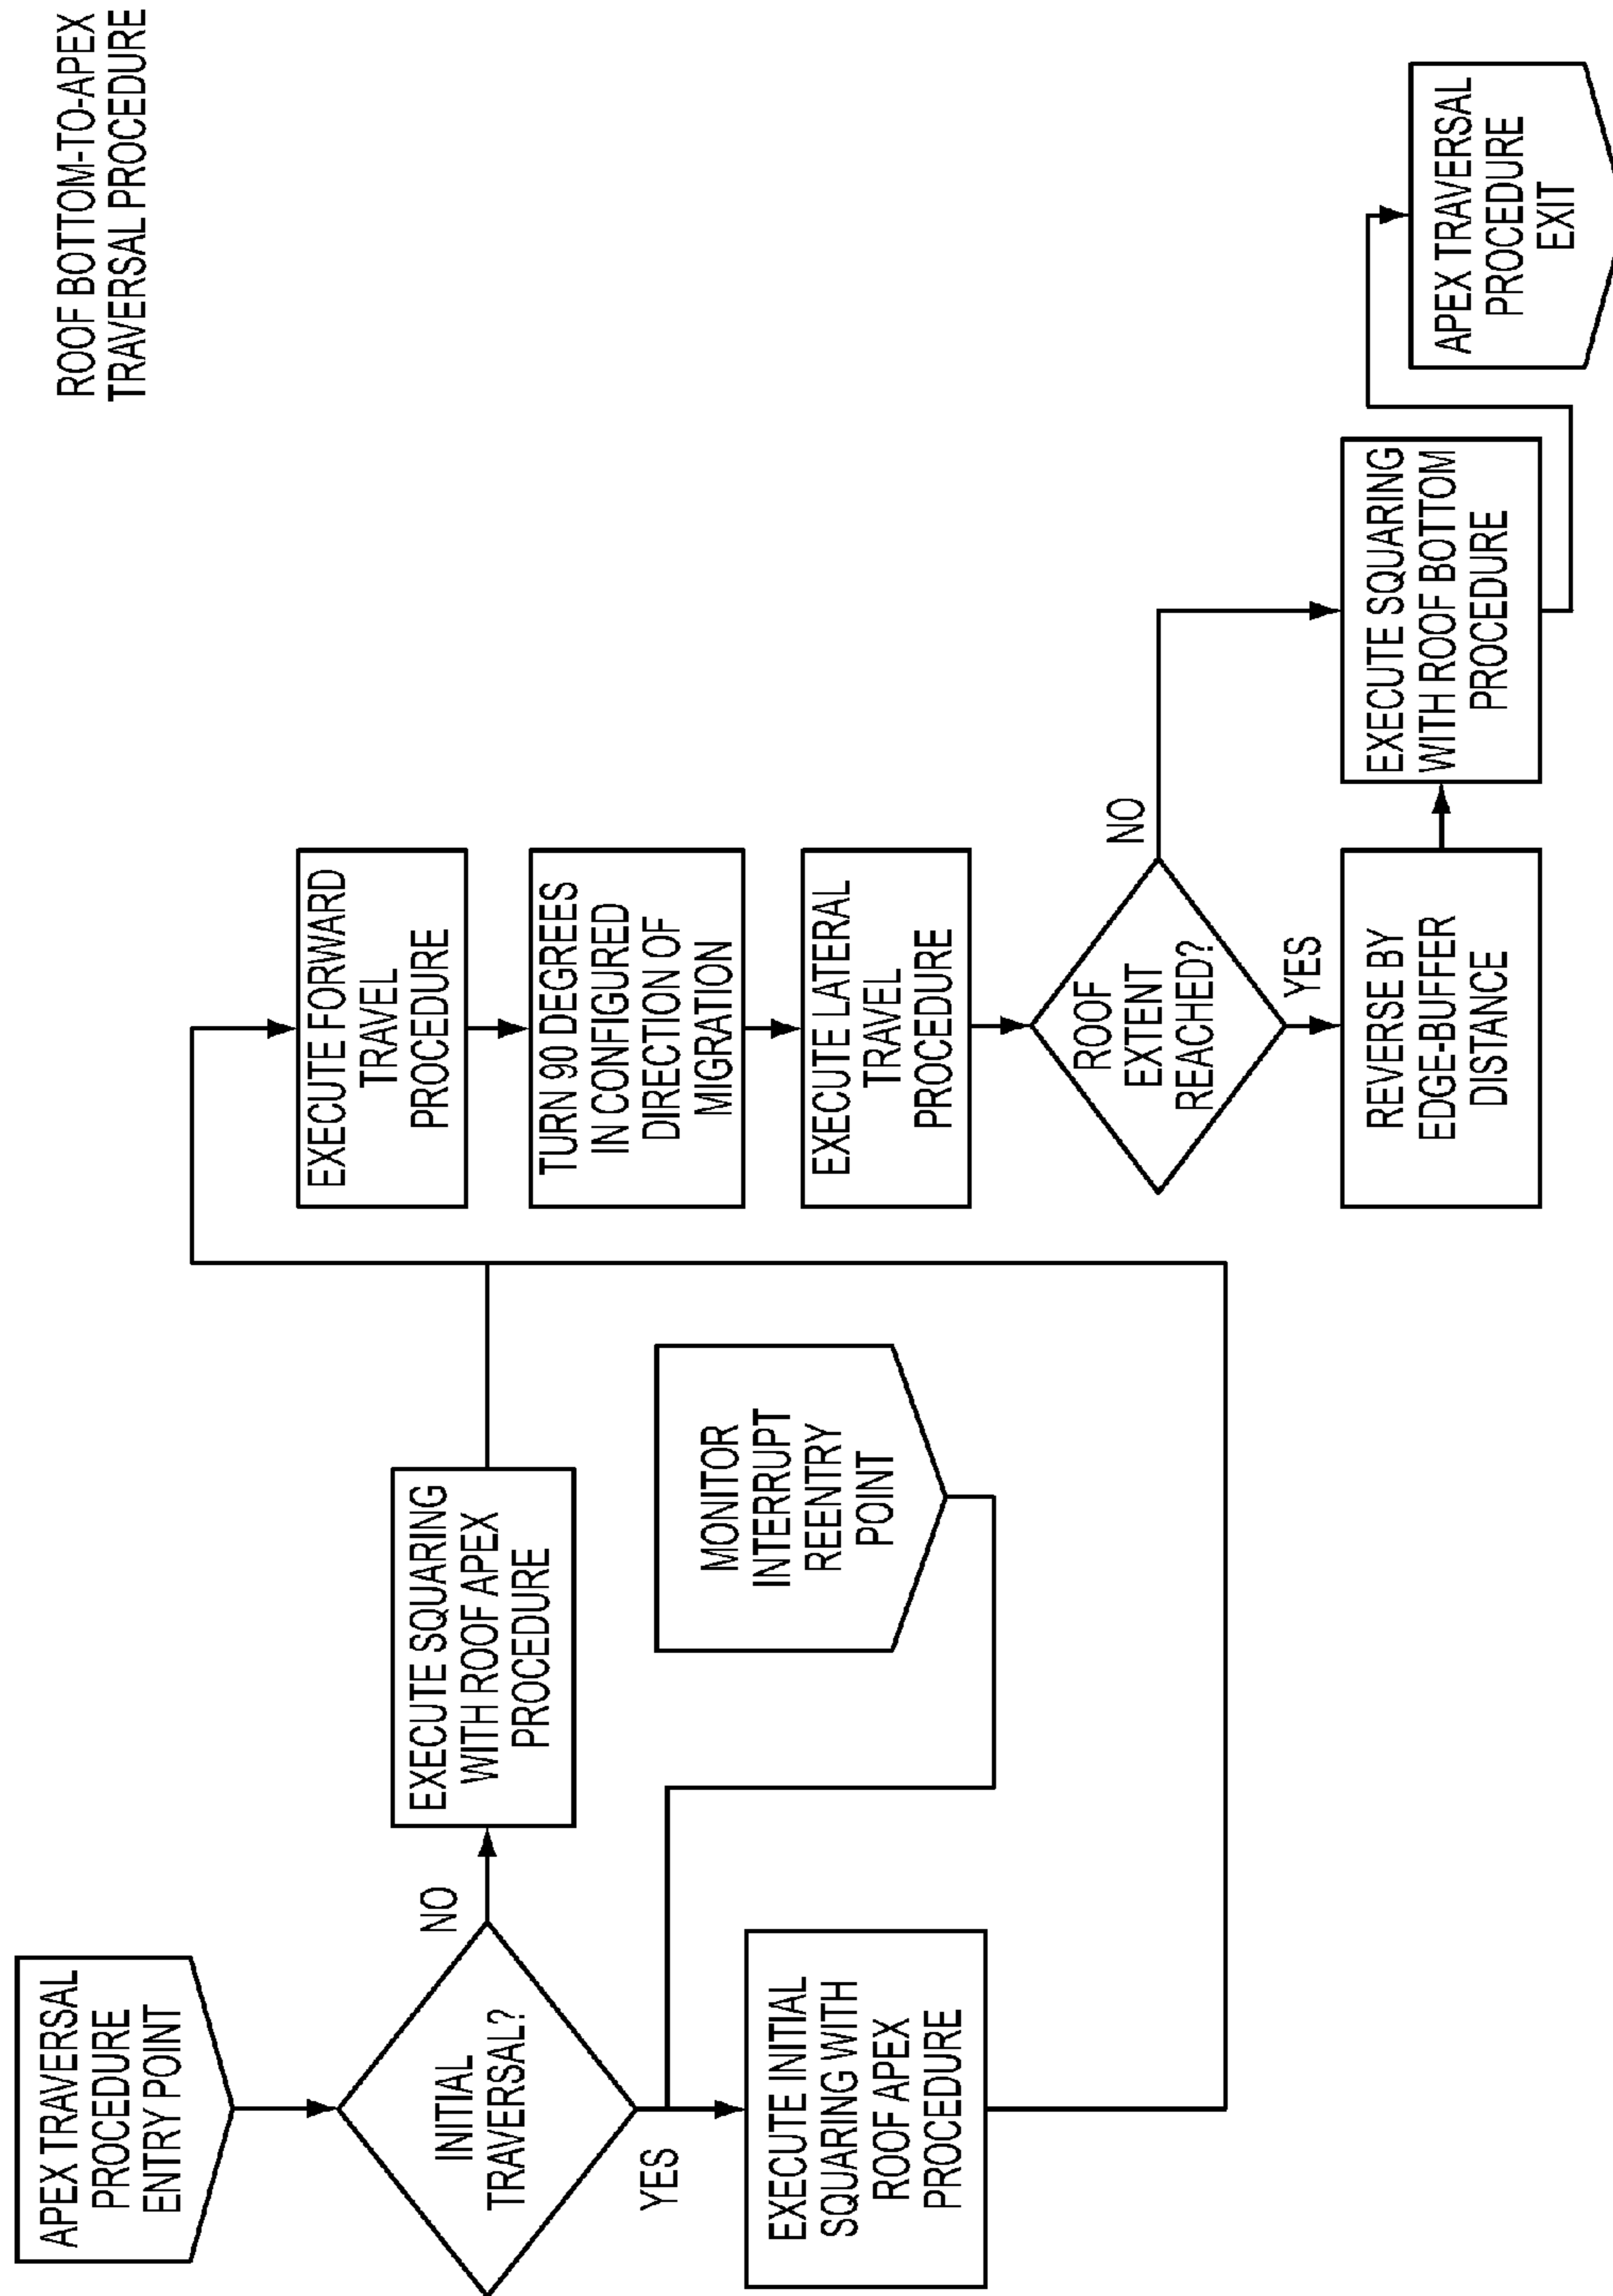 ROOF BOTTOM-TO-APEX
TRAVERSAL PROCEDURE
APEX TRAVERSAL
PROCEDURE
ENTRY POINT
INITIAL
TRAVERSAL?
NO
YES
EXECUTE SQUARING
WITH ROOF APEX
PROCEDURE
MONITOR
INTERRUPT
REENTRY
POINT
EXECUTE INITIAL
SQUARING WITH
ROOF APEX
PROCEDURE
EXECUTE FORWARD
TRAVEL
PROCEDURE
TURN 90 DEGREES
IN CONFIGURED
DIRECTION OF
MIGRATION
EXECUTE LATERAL
TRAVEL
PROCEDURE
ROOF
EXTENT
REACHED?
NO
YES
REVERSE BY
EDGE-BUFFER
DISTANCE
EXECUTE SQUARING
WITH ROOF BOTTOM
PROCEDURE
APEX TRAVERSAL
PROCEDURE
EXIT